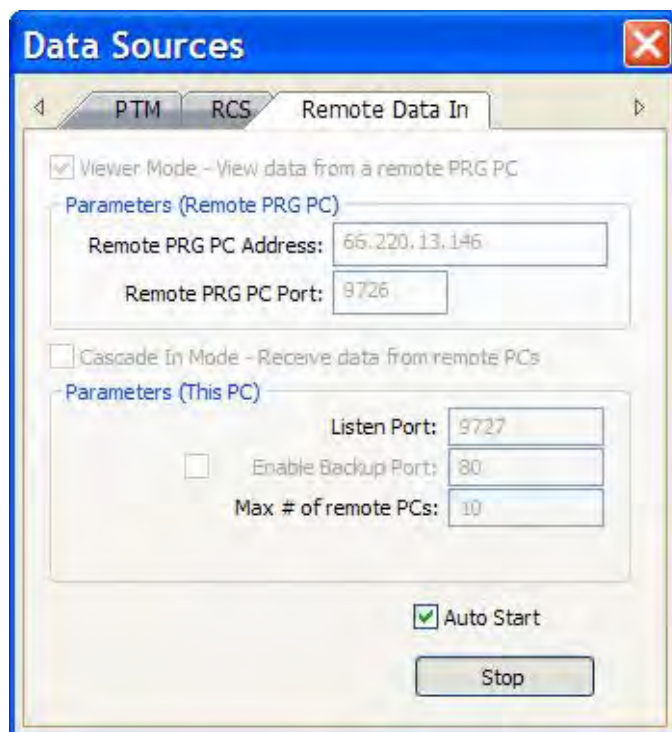 Data Sources
PTM RCS Remote Data In
Viewer Mode - View data from a remote PRG PC
Parameters (Remote PRG PC)
Remote PRG PC Address: 66.220.13.146
Remote PRG PC Port: 9726
Cascade In Mode - Receive data from remote PCs
Parameters (This PC)
Listen Port: 9727
Enable Backup Port: 80
Max # of remote PCs: 10
Auto Start
Stop